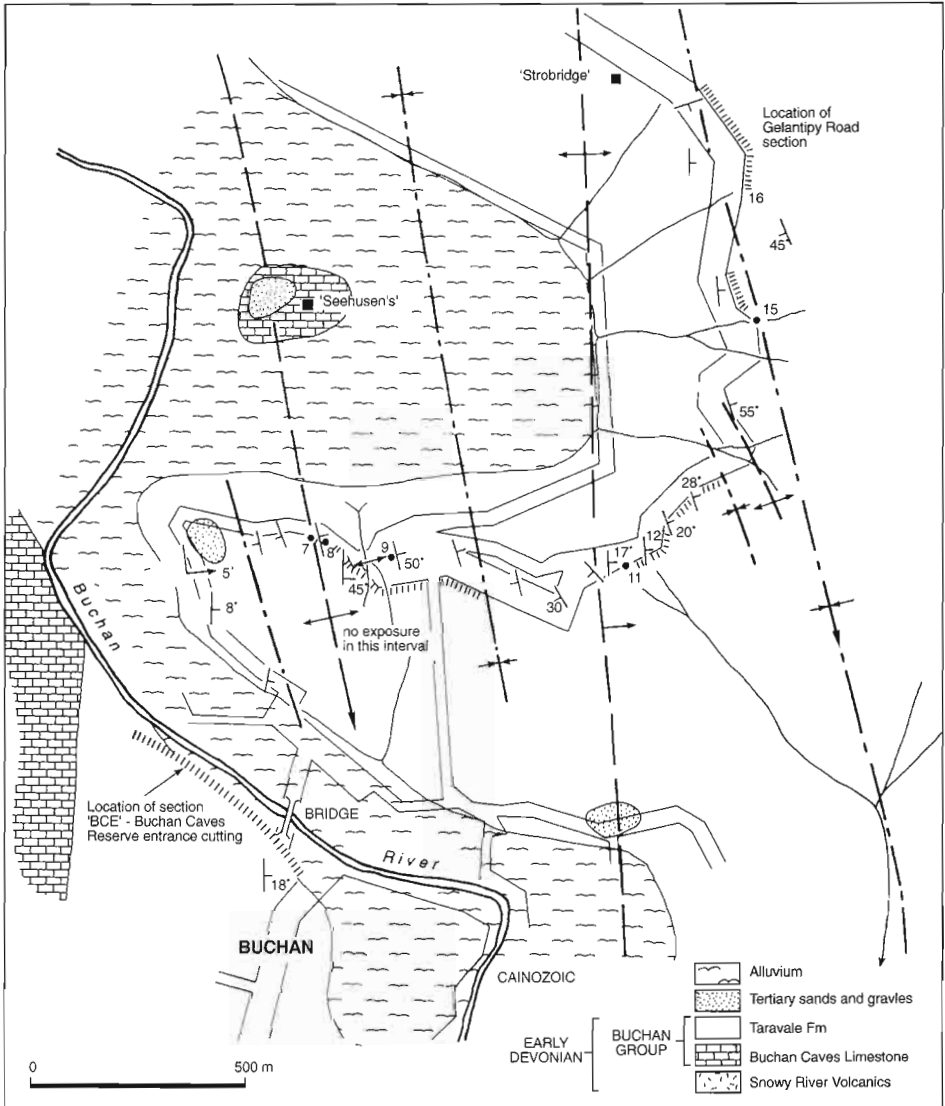 'Strobridge'
Location of
Gelantipy Road
section
16
45°
'Seehusen's'
15
55°
28°
7
8
9
50°
12
20°
17°
11
5°
45°
30
8°
no exposure
in this interval
Buchan
Location of section
'BCE' - Buchan Caves
Reserve entrance cutting
BRIDGE
River
18°
BUCHAN
CAINOZOIC
Alluvium
Tertiary sands and gravles
EARLY
DEVONIAN
BUCHAN
GROUP
Taravale Fm
Buchan Caves Limestone
Snowy River Volcanics
0
500 m